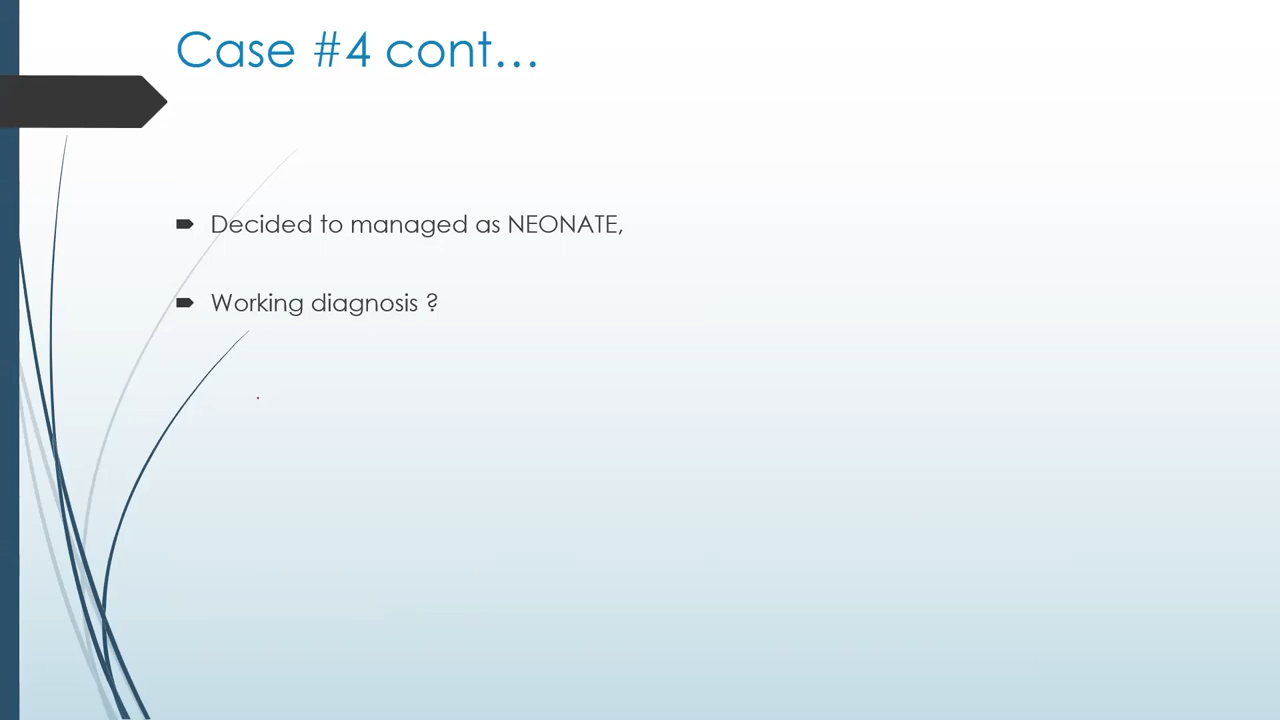 Case #4 cont...
Decided to managed as NEONATE,
Working diagnosis ?